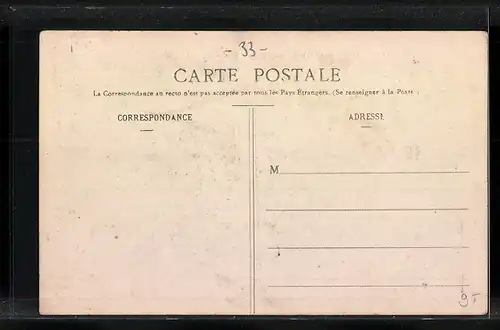 - 33 -
CARTE POSTALE
La Correspondance au recto n'est pas acceptée par tous les Pays Étrangers. (Se renseigner à la Poste)
CORRESPONDANCE
ADRESSE
M